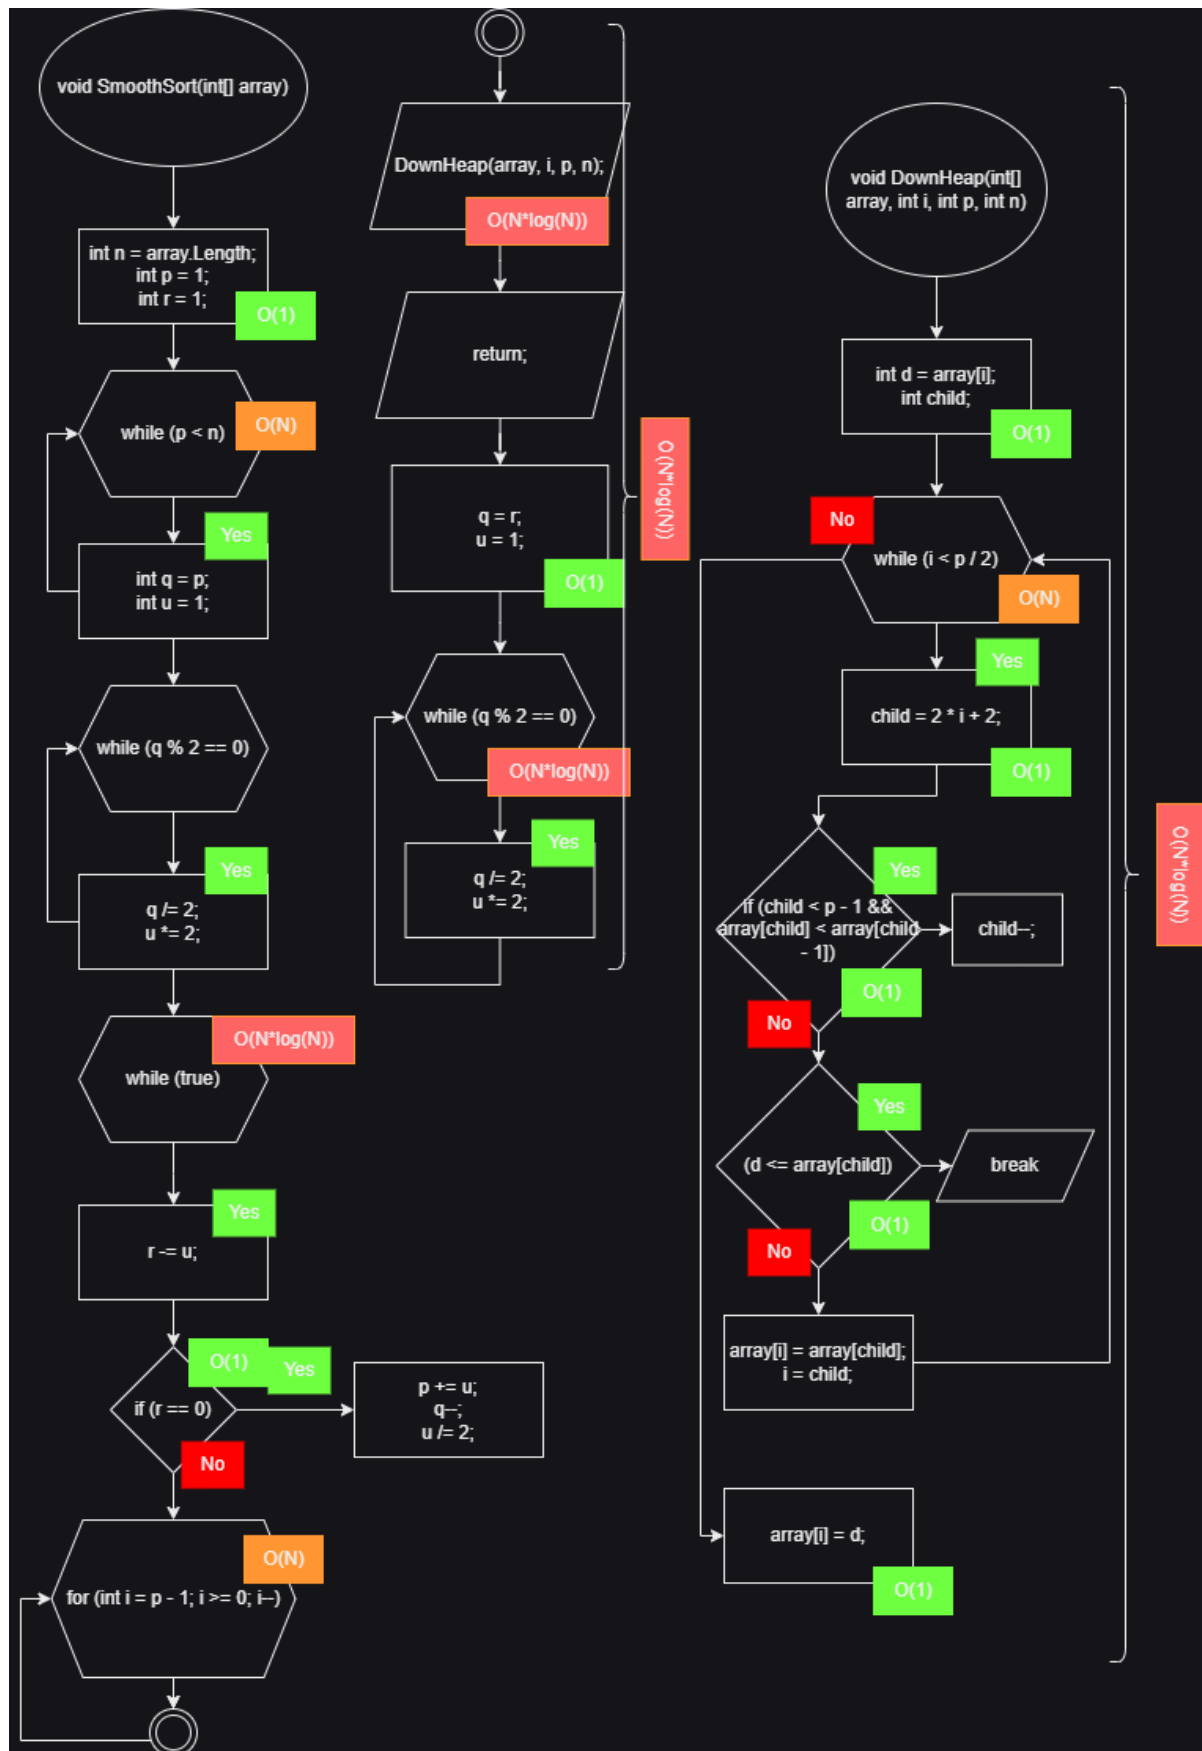 void SmoothSort(int[] array)
int n = array.Length;
int p = 1;
int r = 1;
O(1)
while (p < n)
O(N)
Yes
int q = p;
int u = 1;
while (q % 2 == 0)
Yes
q /= 2;
u *= 2;
O(N*log(N))
while (true)
Yes
r -= u;
O(1)
Yes
if (r == 0)
p += u;
q--;
u /= 2;
No
O(N)
for (int i = p - 1; i >= 0; i--)
DownHeap(array, i, p, n);
O(N*log(N))
return;
q = r;
u = 1;
O(1)
while (q % 2 == 0)
O(N*log(N))
Yes
q /= 2;
u *= 2;
O(N*log(N))
void DownHeap(int[]
array, int i, int p, int n)
int d = array[i];
int child;
O(1)
No
while (i < p / 2)
O(N)
Yes
child = 2 * i + 2;
O(1)
Yes
if (child < p - 1 &&
array[child] < array[child
- 1])
child--;
O(1)
No
Yes
(d <= array[child])
break
O(1)
No
array[i] = array[child];
i = child;
array[i] = d;
O(1)
O(N*log(N))